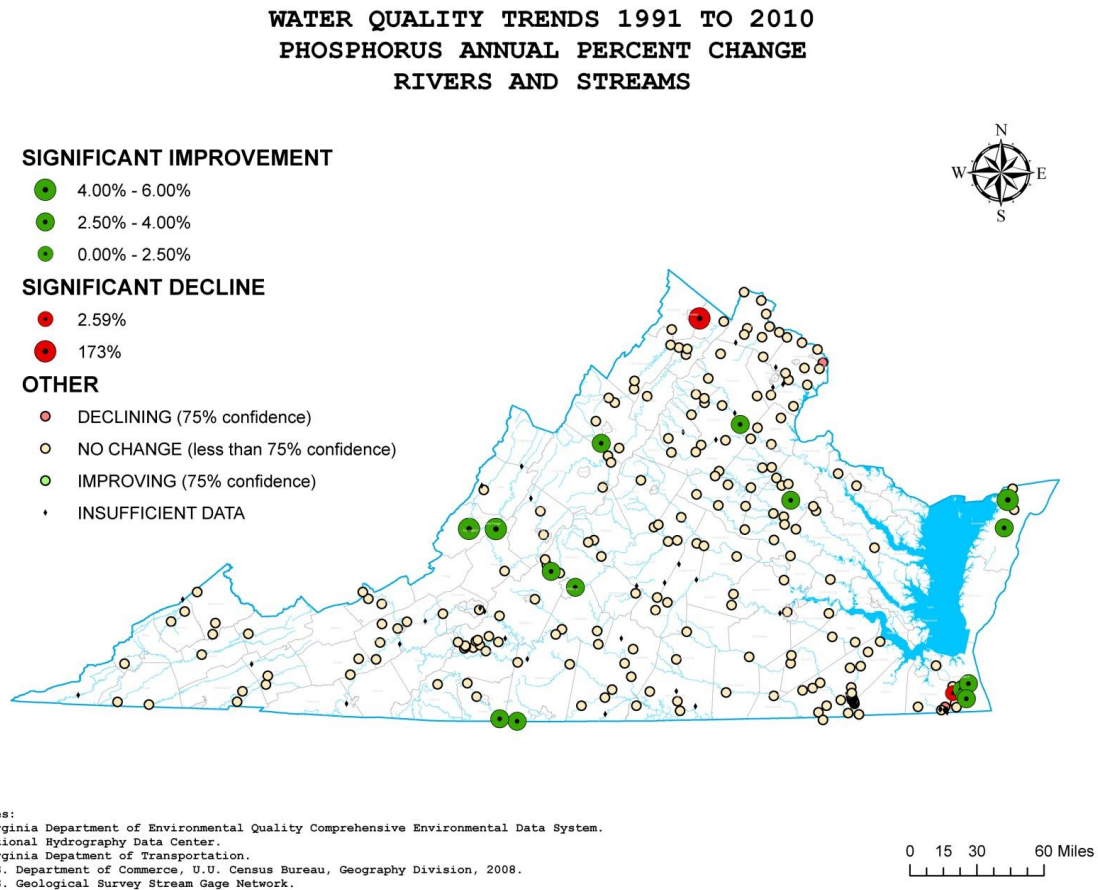 WATER QUALITY TRENDS 1991 TO 2010
PHOSPHORUS ANNUAL PERCENT CHANGE
RIVERS AND STREAMS
N
W
E
S
SIGNIFICANT IMPROVEMENT
4.00% - 6.00%
2.50% - 4.00%
0.00% - 2.50%
SIGNIFICANT DECLINE
2.59%
173%
OTHER
DECLINING (75% confidence)
NO CHANGE (less than 75% confidence)
IMPROVING (75% confidence)
INSUFFICIENT DATA
es:
rginia Department of Environmental Quality Comprehensive Environmental Data System.
tional Hydrography Data Center.
rginia Depatment of Transportation.
S. Department of Commerce, U.U. Census Bureau, Geography Division, 2008.
S. Geological Survey Stream Gage Network.
0 15 30 60 Miles